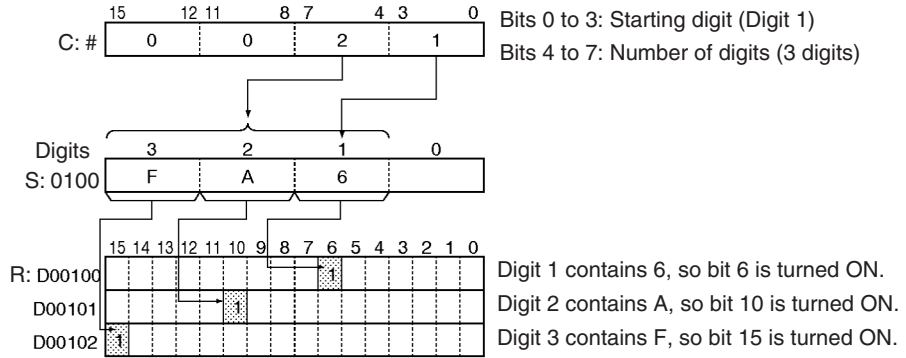 15 12 11 8 7 4 3 0 Bits 0 to 3: Starting digit (Digit 1)
C: # 0 0 2 1 Bits 4 to 7: Number of digits (3 digits)
Digits 3 2 1 0
S: 0100 F A 6
15 14 13 12 11 10 9 8 7 6 5 4 3 2 1 0
R: D00100 1 Digit 1 contains 6, so bit 6 is turned ON.
D00101 1 Digit 2 contains A, so bit 10 is turned ON.
D00102 1 Digit 3 contains F, so bit 15 is turned ON.